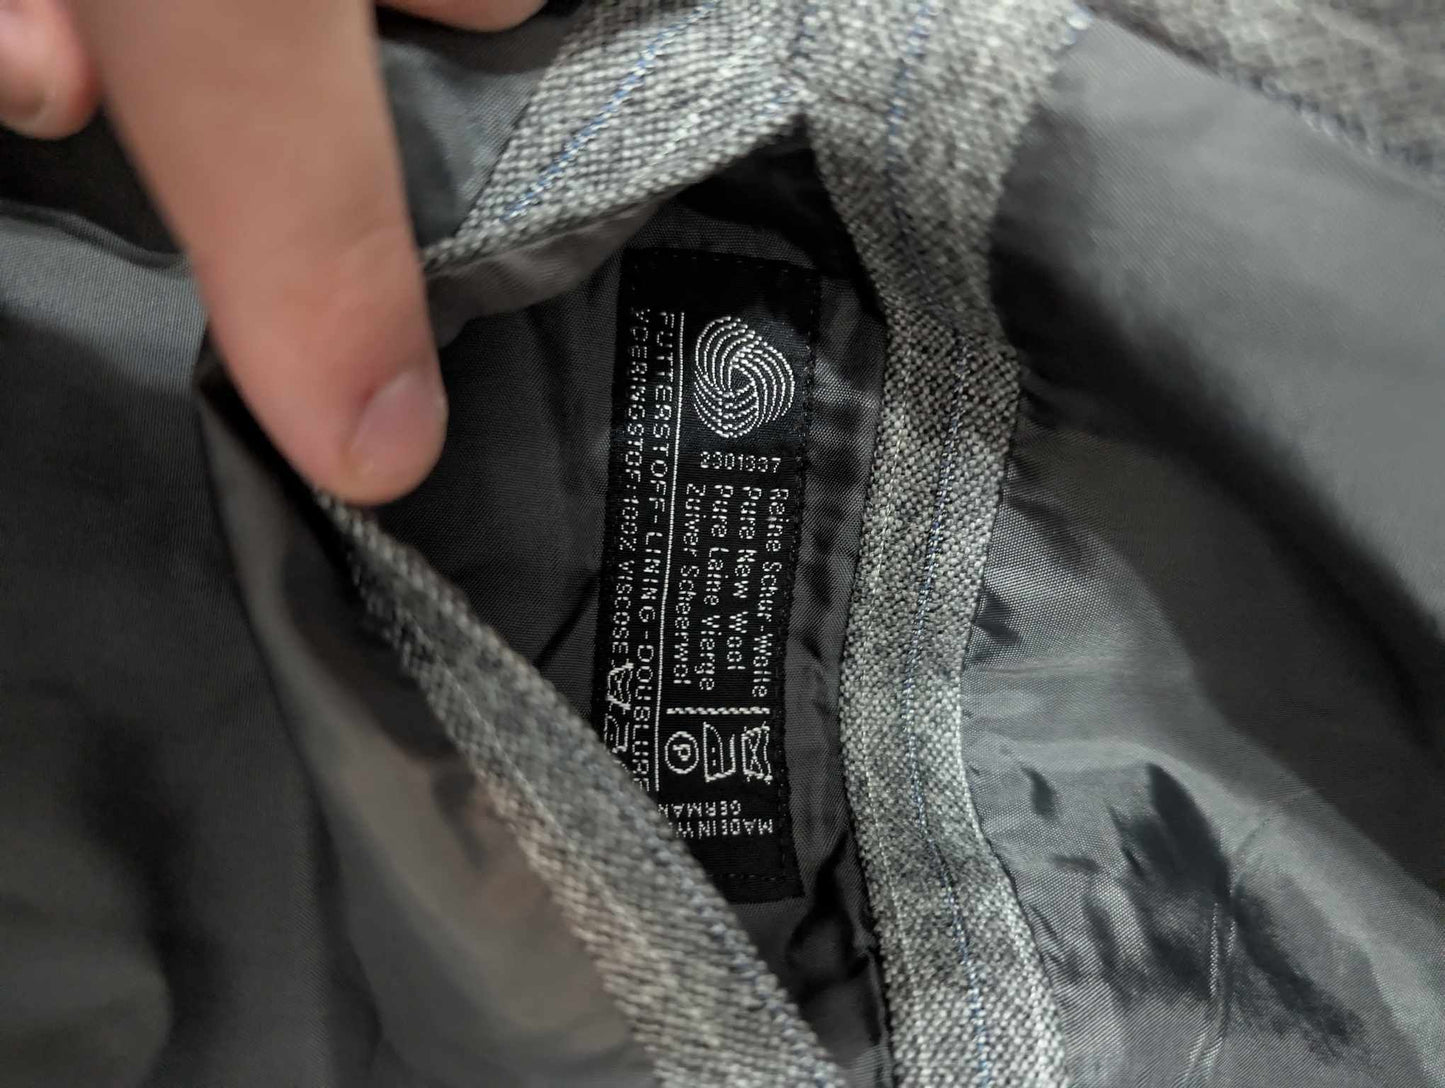 2301337
Reine Schur-Wolle
Pure New Wool
Pure Laine Vierge
Zuiver Scheerwol
FUTTERSTOFF-LINING-DOUBLURE
VOERINGSTOF 100% VISCOSE
P
MADE IN W
GERMAN